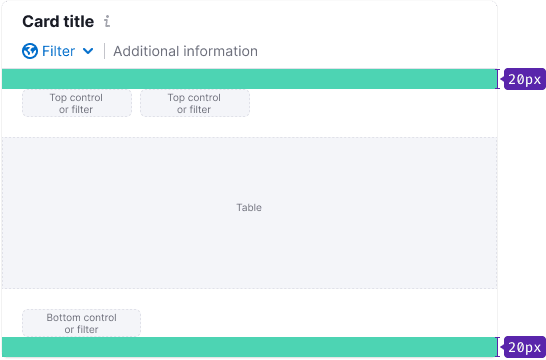 Card title
Filter | Additional information
20px
Top control
or filter
Top control
or filter
Table
Bottom control
or filter
20px